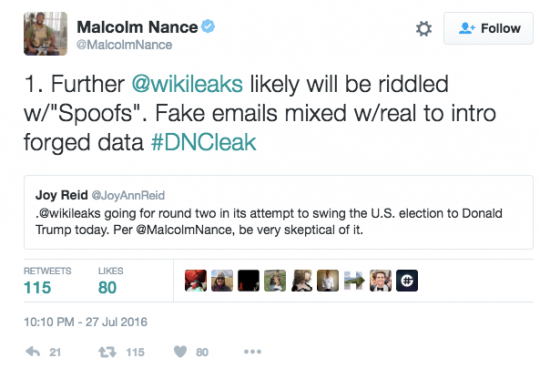 Malcolm Nance
@MalcolmNance
Follow
1. Further @wikileaks likely will be riddled
w/"Spoofs". Fake emails mixed w/real to intro
forged data #DNCleak
Joy Reid @JoyAnnReid
.@wikileaks going for round two in its attempt to swing the U.S. election to Donald
Trump today. Per @MalcolmNance, be very skeptical of it.
RETWEETS LIKES
115 80
10:10 PM - 27 Jul 2016
21 115 80